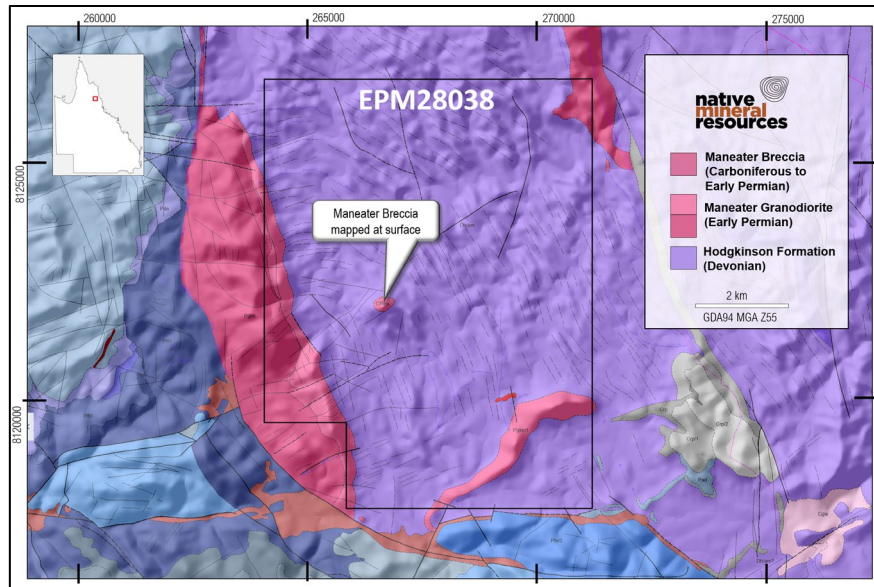 260000
265000
270000
275000
EPM28038
native
mineral
resources
Maneater Breccia
(Carboniferous to
Early Permian)
Maneater Granodiorite
(Early Permian)
Hodgkinson Formation
(Devonian)
2 km
GDA94 MGA Z55
Maneater Breccia
mapped at surface
8125000
8120000